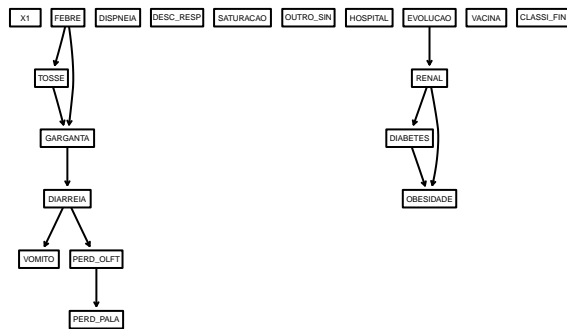 X1 FEBRE DISPNEIA DESC_RESP SATURACAO OUTRO_SIN HOSPITAL EVOLUCAO VACINA CLASSI_FIN
TOSSE RENAL
GARGANTA DIABETES
DIARREIA OBESIDADE
VOMITO PERD_OLFT
PERD_PALA